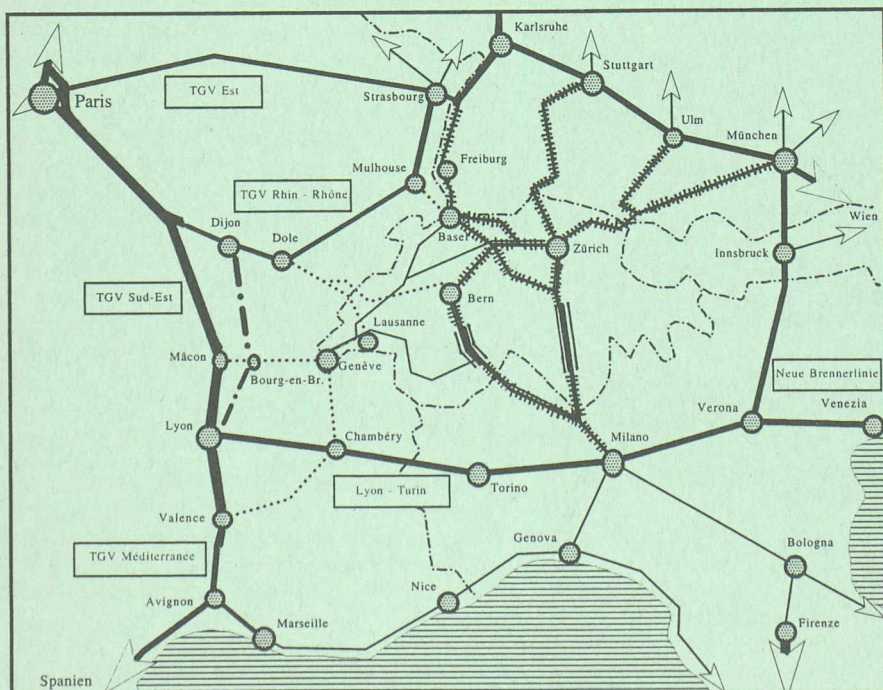 Karlsruhe
Stuttgart
TGV Est
Paris
Strasbourg
Ulm
München
Freiburg
Mulhouse
TGV Rhin - Rhône
Wien
Dijon
Dole
Basel
Zürich
Innsbruck
TGV Sud-Est
Bern
Lausanne
Mâcon
Bourg-en-Br.
Genève
Neue Brennerlinie
Verona
Venezia
Lyon
Chambéry
Milano
Lyon - Turin
Torino
Valence
Genova
Bologna
TGV Méditerranée
Nice
Avignon
Marseille
Firenze
Spanien